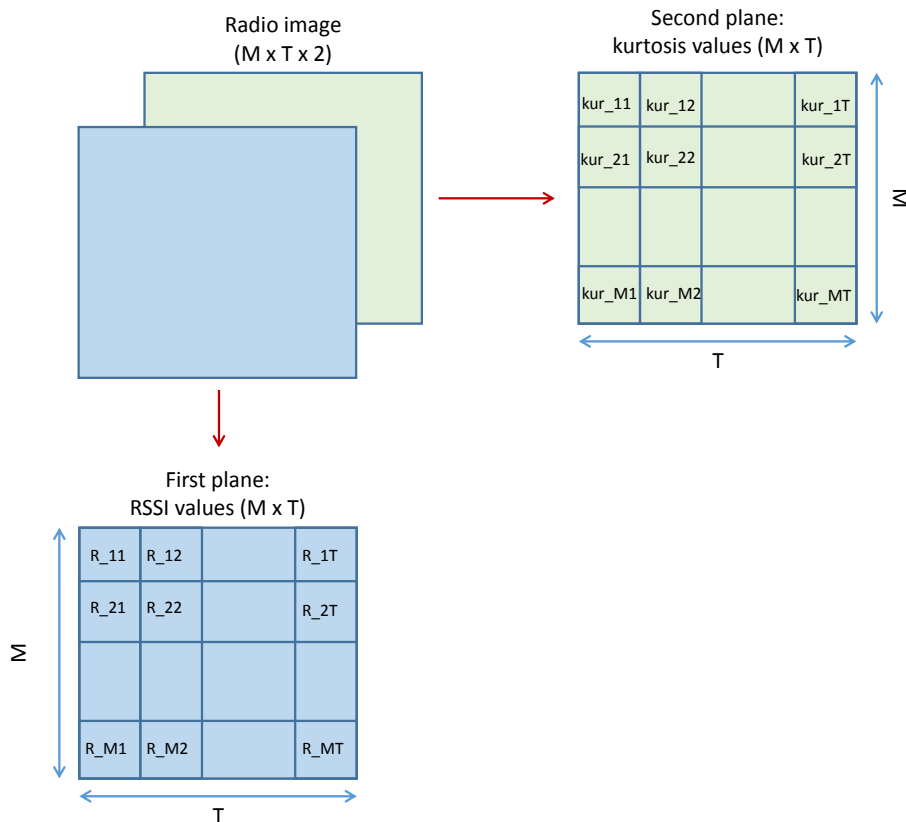 Radio image
(M x T x 2)
Second plane:
kurtosis values (M x T)
kur_11 kur_12 kur_1T
kur_21 kur_22 kur_2T
kur_M1 kur_M2 kur_MT
M
T
First plane:
RSSI values (M x T)
R_11 R_12 R_1T
R_21 R_22 R_2T
R_M1 R_M2 R_MT
M
T